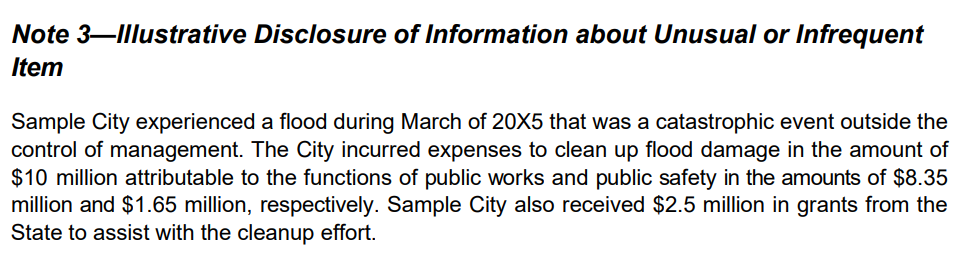 Note 3—Illustrative Disclosure of Information about Unusual or Infrequent
Item
Sample City experienced a flood during March of 20X5 that was a catastrophic event outside the
control of management. The City incurred expenses to clean up flood damage in the amount of
$10 million attributable to the functions of public works and public safety in the amounts of $8.35
million and $1.65 million, respectively. Sample City also received $2.5 million in grants from the
State to assist with the cleanup effort.